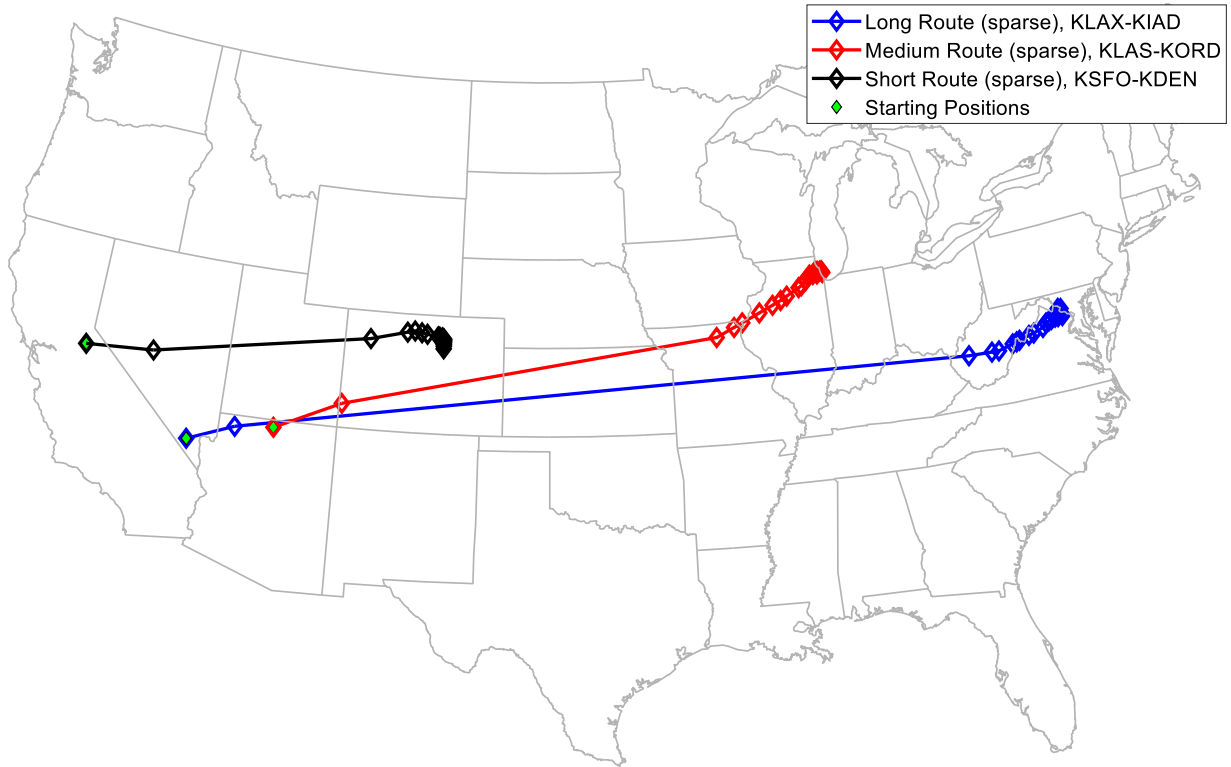 Long Route (sparse), KLAX-KIAD
Medium Route (sparse), KLAS-KORD
Short Route (sparse), KSFO-KDEN
Starting Positions